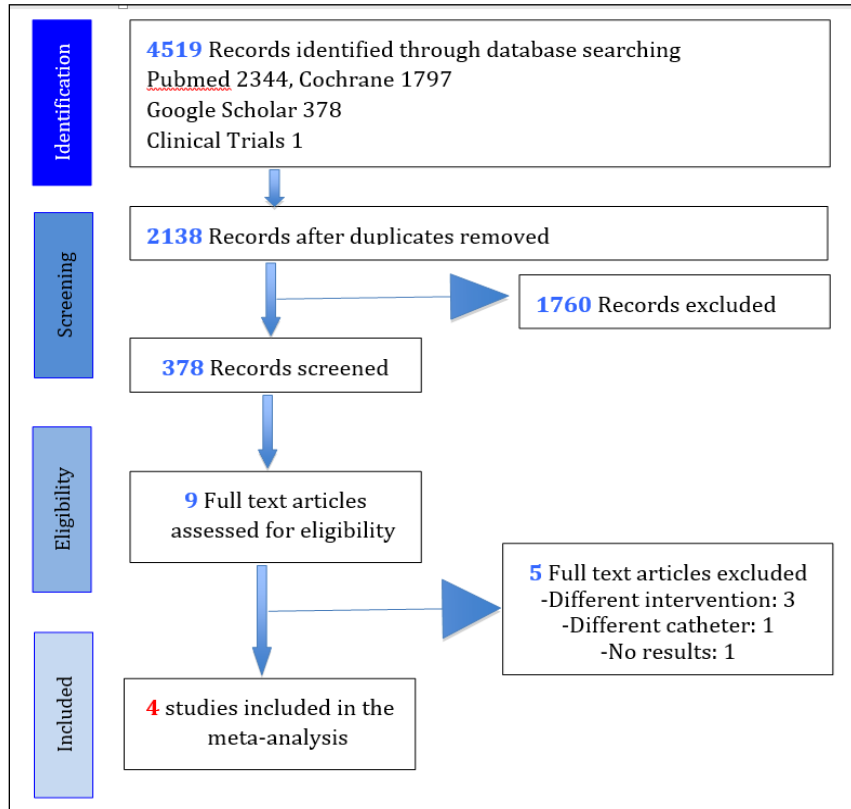 Identification
4519 Records identified through database searching
Pubmed 2344, Cochrane 1797
Google Scholar 378
Clinical Trials 1
Screening
2138 Records after duplicates removed
1760 Records excluded
378 Records screened
Eligibility
9 Full text articles
assessed for eligibility
5 Full text articles excluded
-Different intervention: 3
-Different catheter: 1
-No results: 1
Included
4 studies included in the
meta-analysis